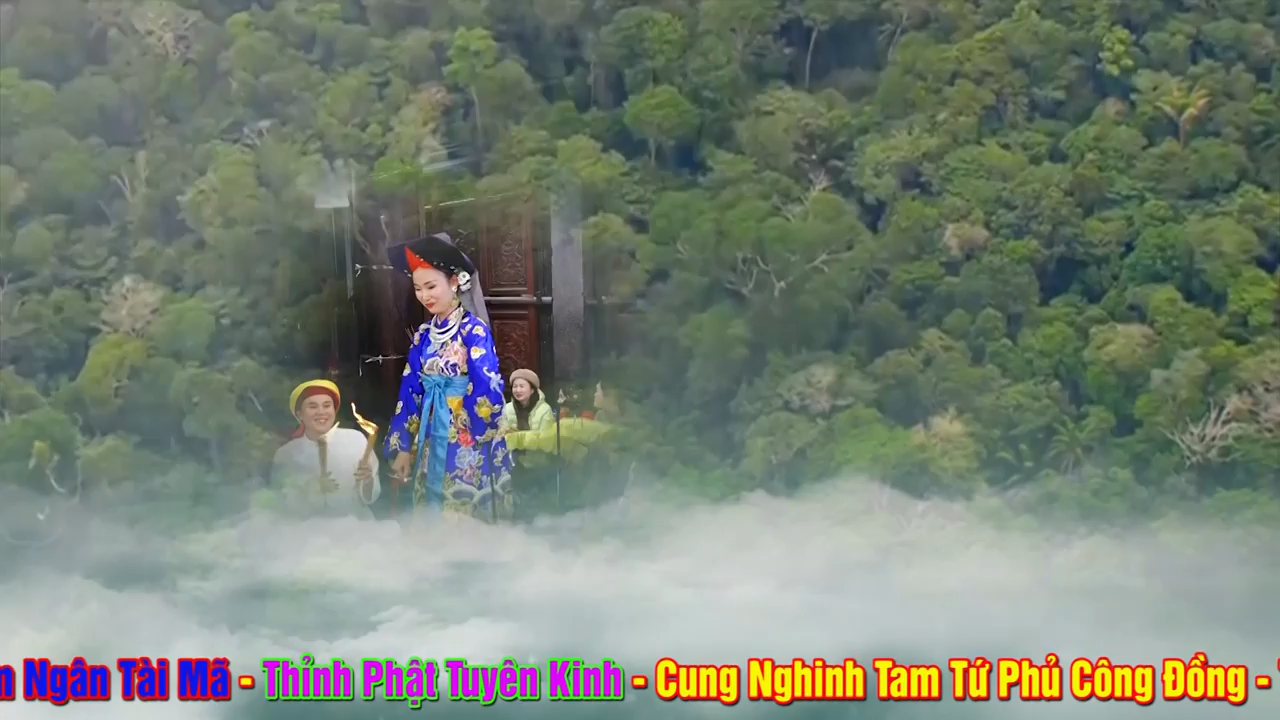 Ngân Tài Mã - Thỉnh Phật Tuyên Kinh - Cung Nghinh Tam Tứ Phủ Công Đồng -